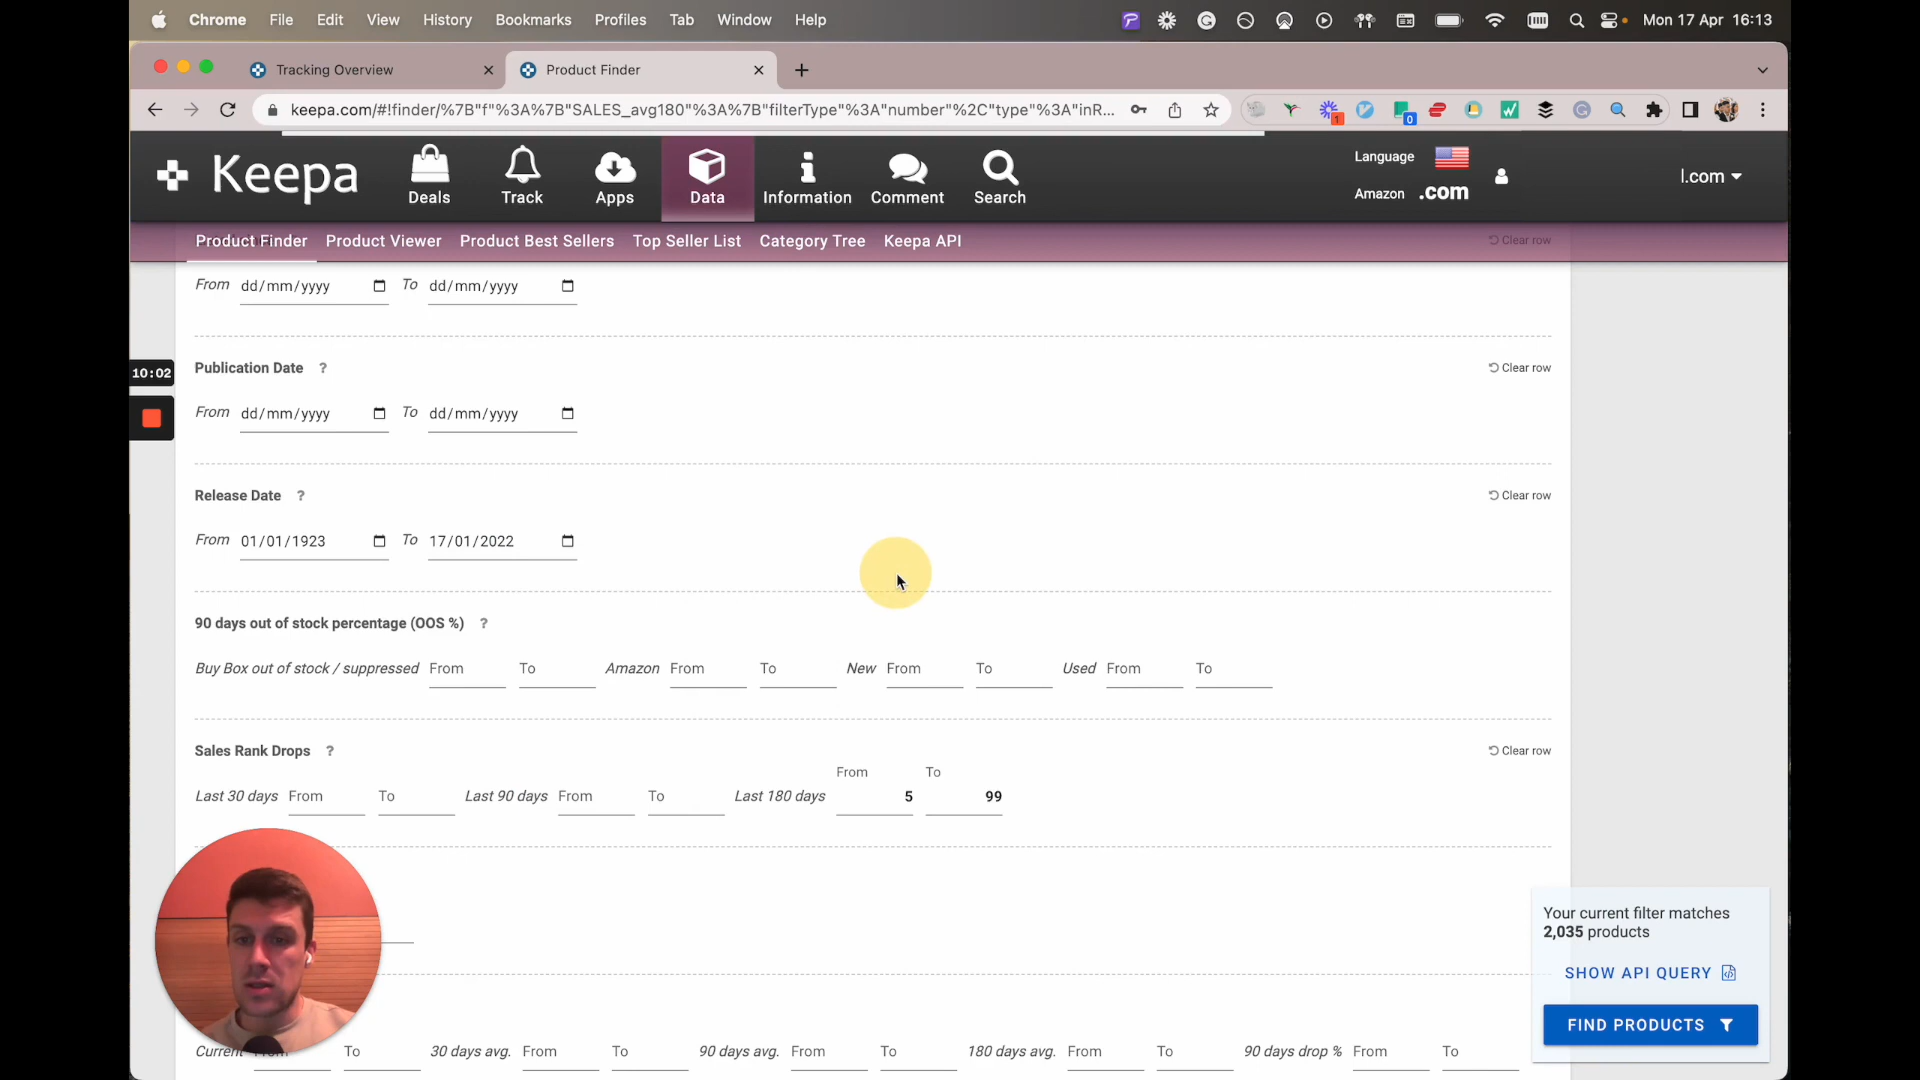 Chrome File Edit View History Bookmarks Profiles Tab Window Help Mon 17 Apr 16:13
Tracking Overview Product Finder
keepa.com/#!finder/%7B"f"%3A%7B"SALES_avg180"%3A%7B"filterType"%3A"number"%2C"type"%3A"inR...
1 0
Keepa Deals Track Apps Data Information Comment Search
Language
Amazon .com
l.com
Product Finder Product Viewer Product Best Sellers Top Seller List Category Tree Keepa API
Clear row
From dd/mm/yyyy To dd/mm/yyyy
Publication Date ? Clear row
10:02
From dd/mm/yyyy To dd/mm/yyyy
Release Date ? Clear row
From 01/01/1923 To 17/01/2022
90 days out of stock percentage (OOS %) ?
Buy Box out of stock / suppressed From To Amazon From To New From To Used From To
Sales Rank Drops ? Clear row
From To
Last 30 days From To Last 90 days From To Last 180 days 5 99
Your current filter matches
2,035 products
SHOW API QUERY
FIND PRODUCTS
Current From To 30 days avg. From To 90 days avg. From To 180 days avg. From To 90 days drop % From To